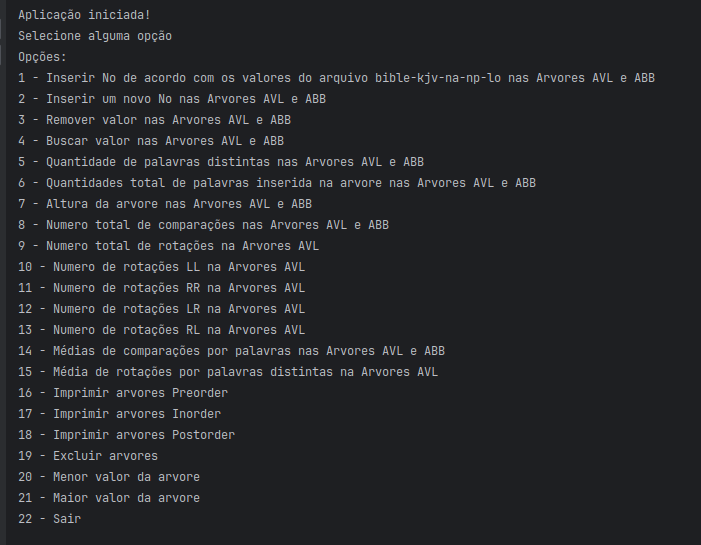 Aplicação iniciada!
Selecione alguma opção
Opções:
1 - Inserir No de acordo com os valores do arquivo bible-kjv-na-np-lo nas Arvores AVL e ABB
2 - Inserir um novo No nas Arvores AVL e ABB
3 - Remover valor nas Arvores AVL e ABB
4 - Buscar valor nas Arvores AVL e ABB
5 - Quantidade de palavras distintas nas Arvores AVL e ABB
6 - Quantidades total de palavras inserida na arvore nas Arvores AVL e ABB
7 - Altura da arvore nas Arvores AVL e ABB
8 - Numero total de comparações nas Arvores AVL e ABB
9 - Numero total de rotações na Arvores AVL
10 - Numero de rotações LL na Arvores AVL
11 - Numero de rotações RR na Arvores AVL
12 - Numero de rotações LR na Arvores AVL
13 - Numero de rotações RL na Arvores AVL
14 - Médias de comparações por palavras nas Arvores AVL e ABB
15 - Média de rotações por palavras distintas na Arvores AVL
16 - Imprimir arvores Preorder
17 - Imprimir arvores Inorder
18 - Imprimir arvores Postorder
19 - Excluir arvores
20 - Menor valor da arvore
21 - Maior valor da arvore
22 - Sair